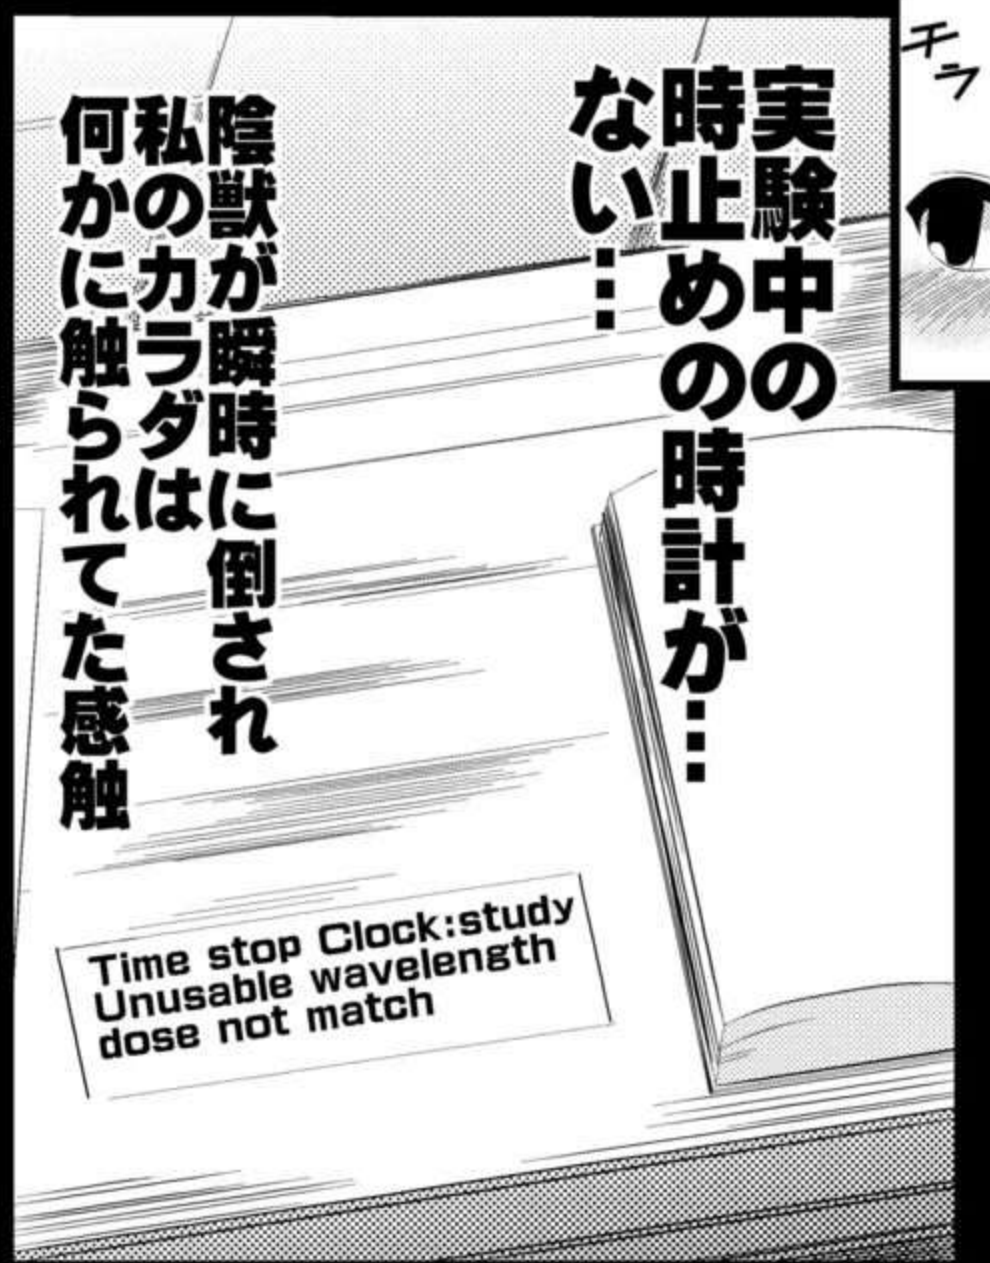 チラ
実験中の
時止めの時計が…
ない…
陰獣が瞬時に倒され
私のカラダは
何かに触られてた感触
Time stop Clock:study
Unusable wavelength
dose not match